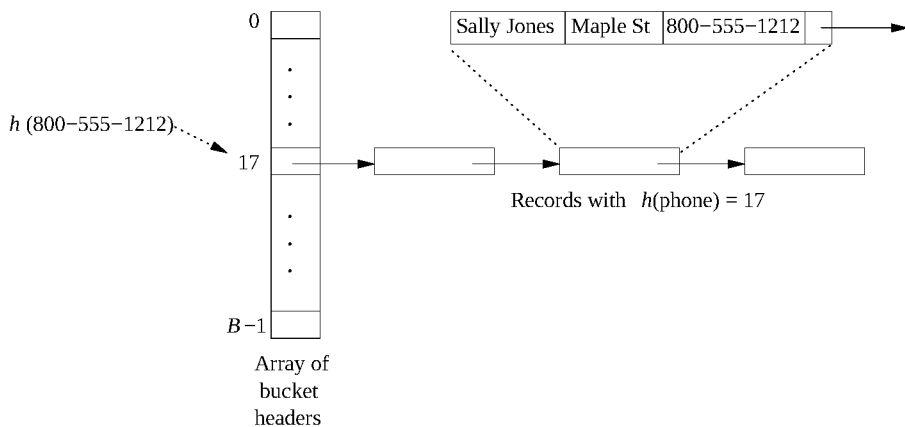 0
Sally Jones Maple St 800−555−1212
h (800−555−1212)
17
Records with h(phone) = 17
B−1
Array of
bucket
headers